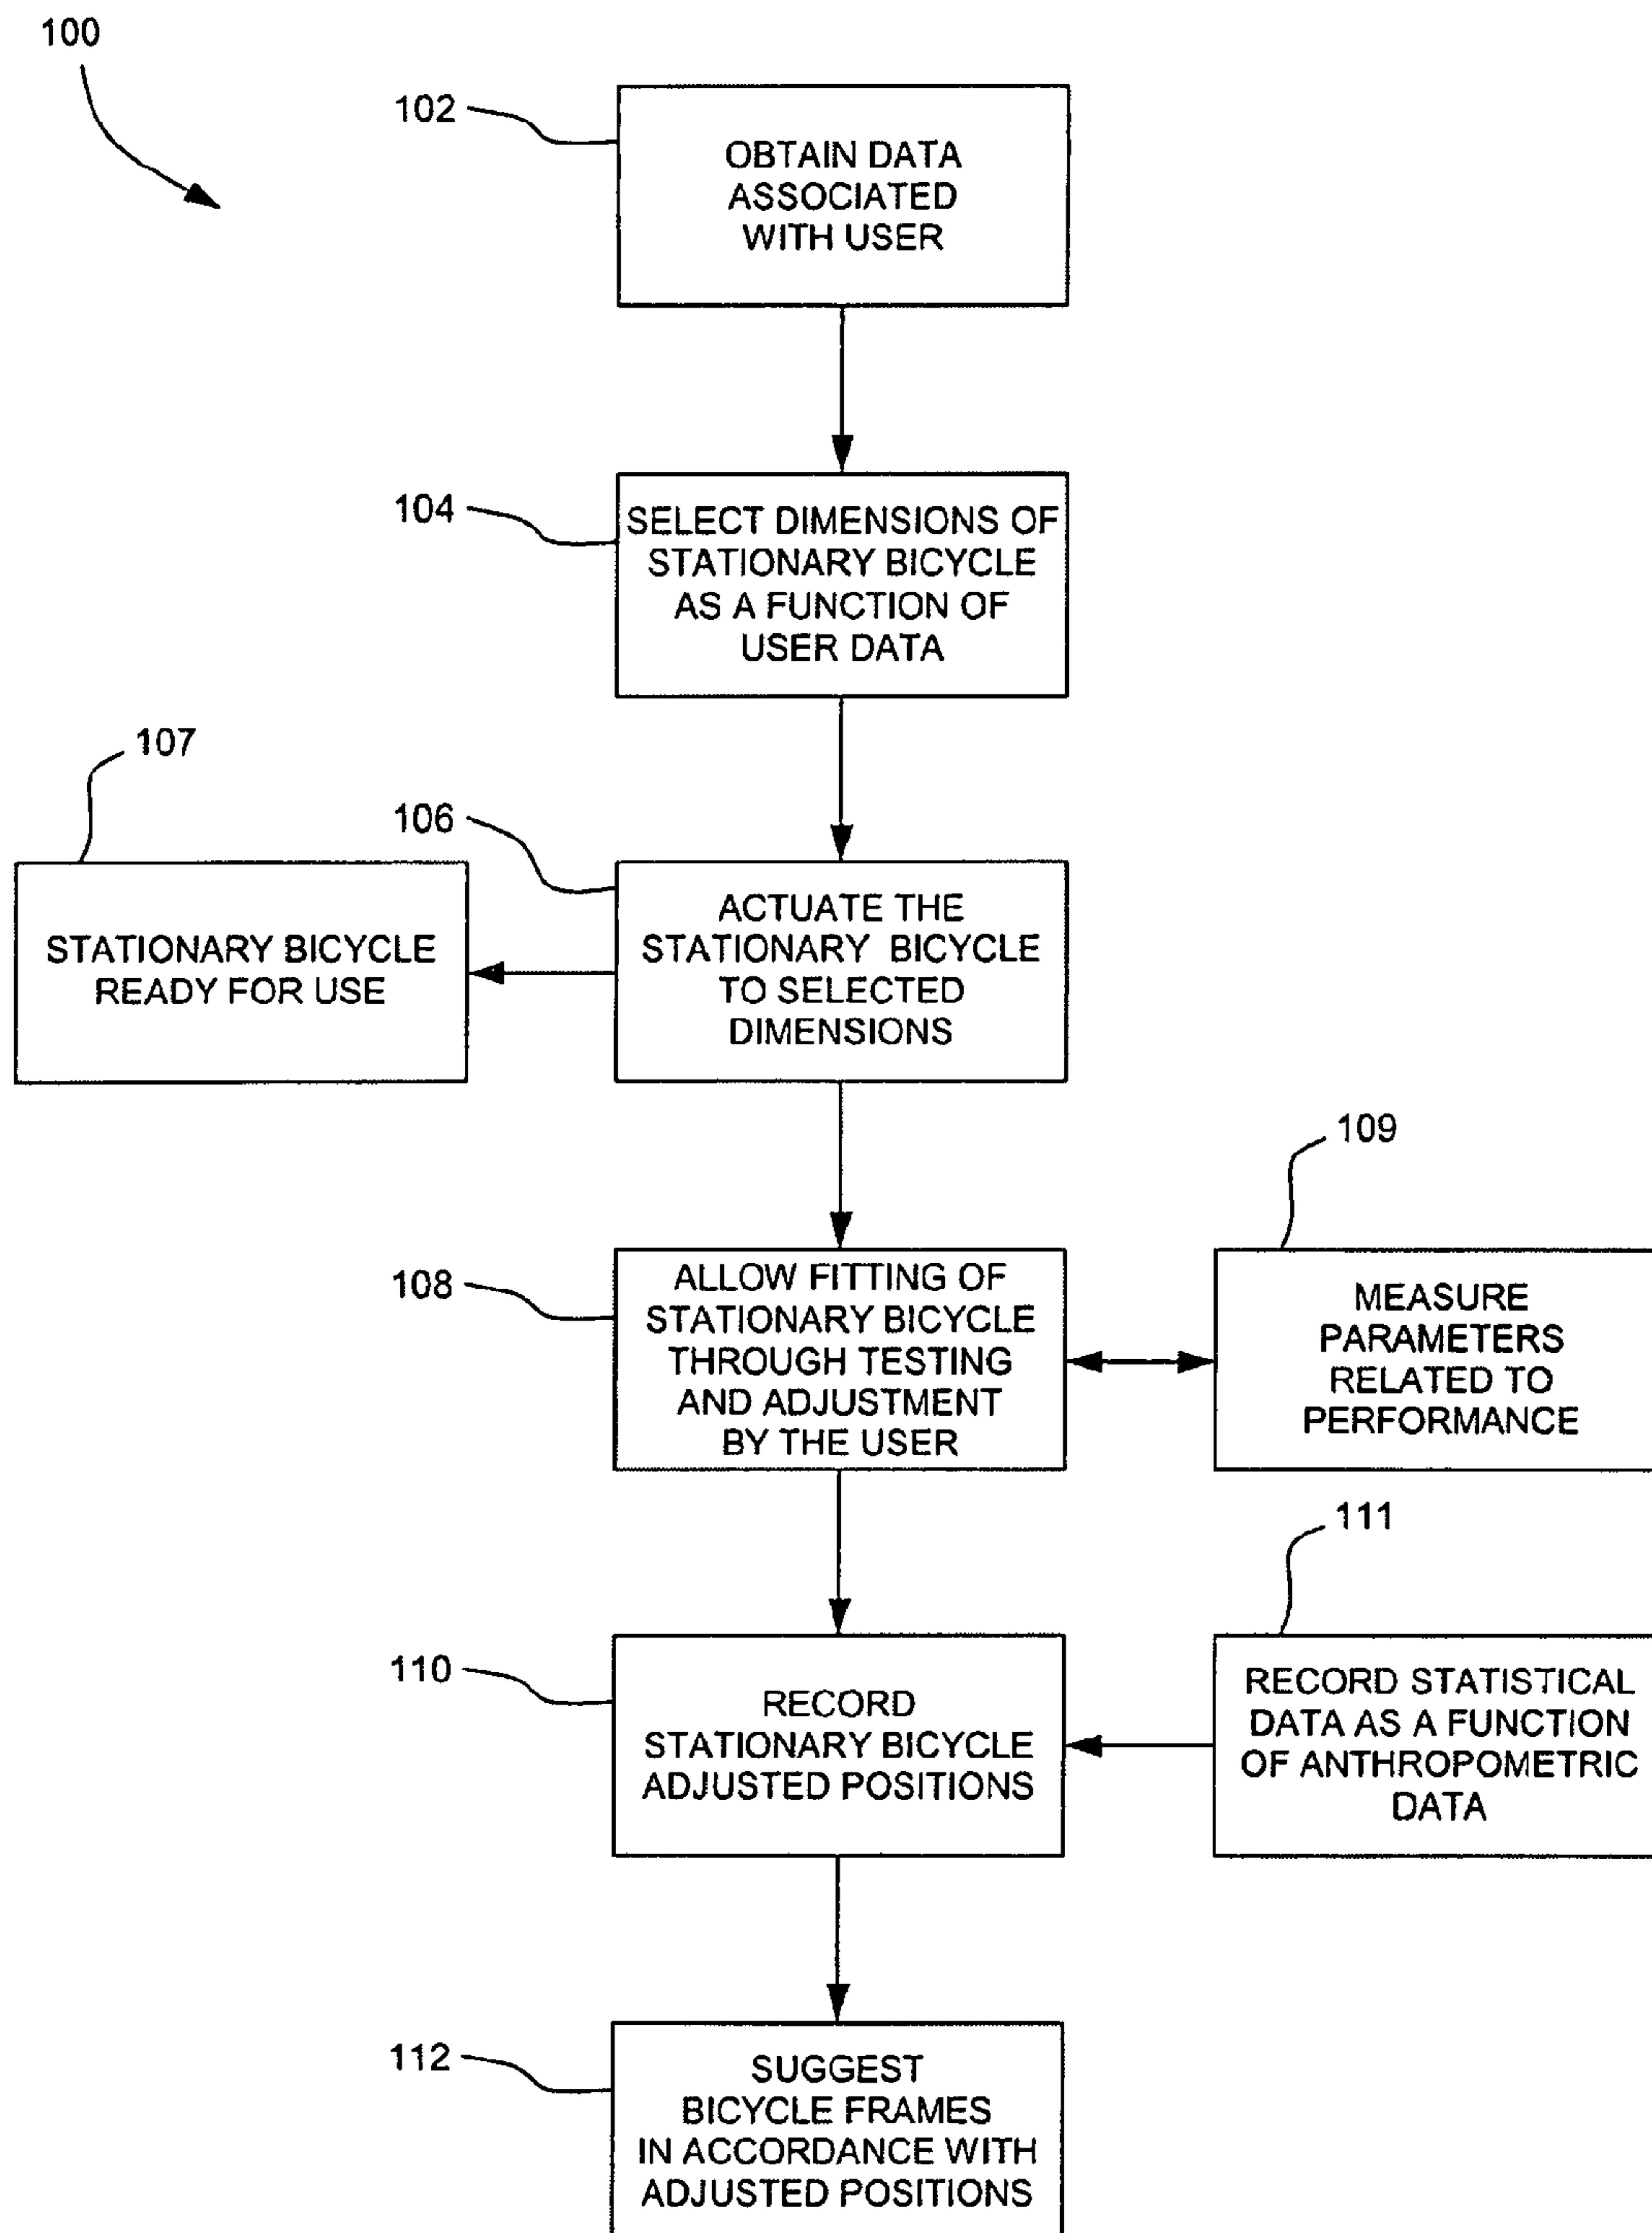 100
102
OBTAIN DATA
ASSOCIATED
WITH USER
104
SELECT DIMENSIONS OF
STATIONARY BICYCLE
AS A FUNCTION OF
USER DATA
107
STATIONARY BICYCLE
READY FOR USE
106
ACTUATE THE
STATIONARY BICYCLE
TO SELECTED
DIMENSIONS
108
ALLOW FITTING OF
STATIONARY BICYCLE
THROUGH TESTING
AND ADJUSTMENT
BY THE USER
109
MEASURE
PARAMETERS
RELATED TO
PERFORMANCE
110
RECORD
STATIONARY BICYCLE
ADJUSTED POSITIONS
111
RECORD STATISTICAL
DATA AS A FUNCTION
OF ANTHROPOMETRIC
DATA
112
SUGGEST
BICYCLE FRAMES
IN ACCORDANCE WITH
ADJUSTED POSITIONS